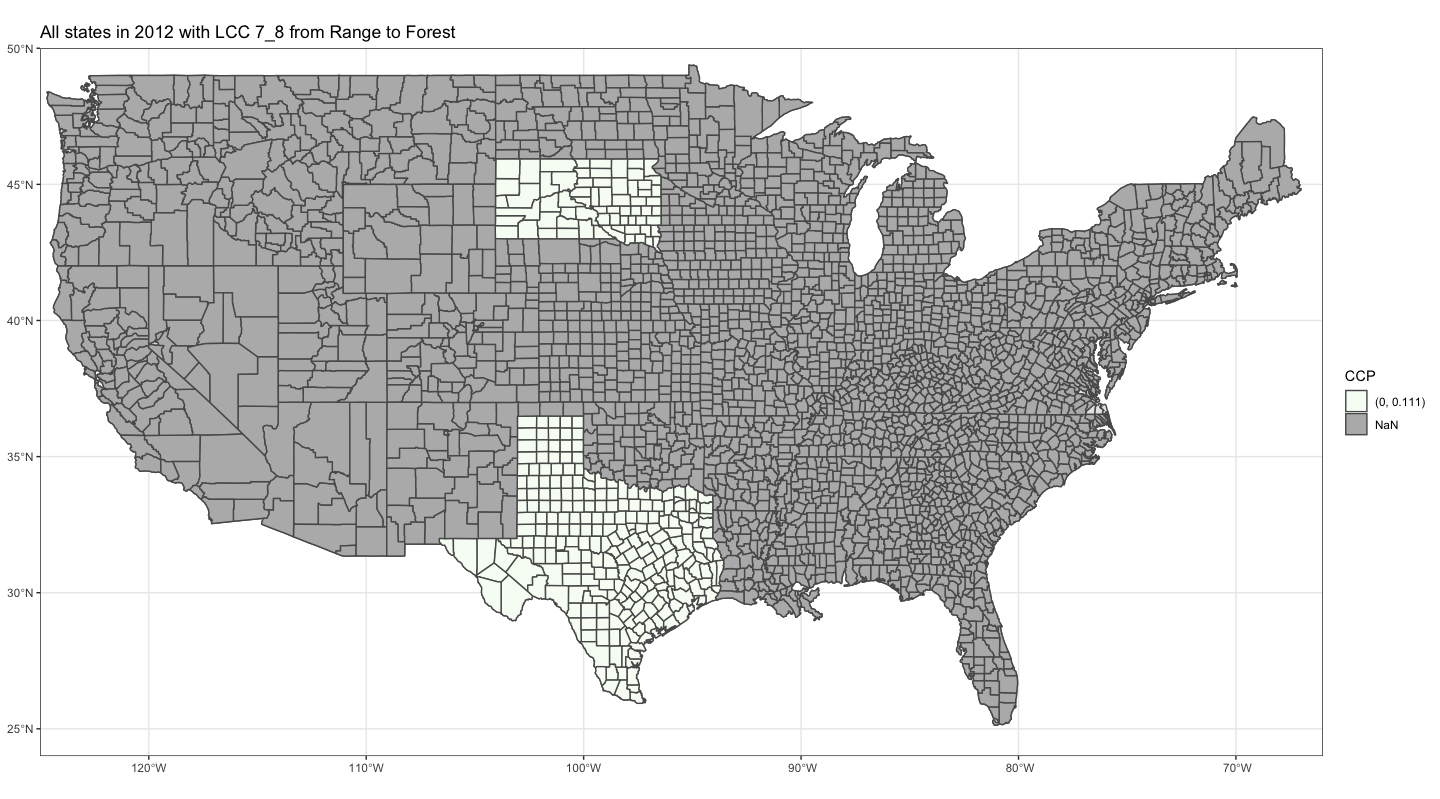 All states in 2012 with LCC 7_8 from Range to Forest
50°N
45°N
40°N
35°N
30°N
25°N
120°W
110°W
100°W
90°W
80°W
70°W
CCP
(0, 0.111)
NaN